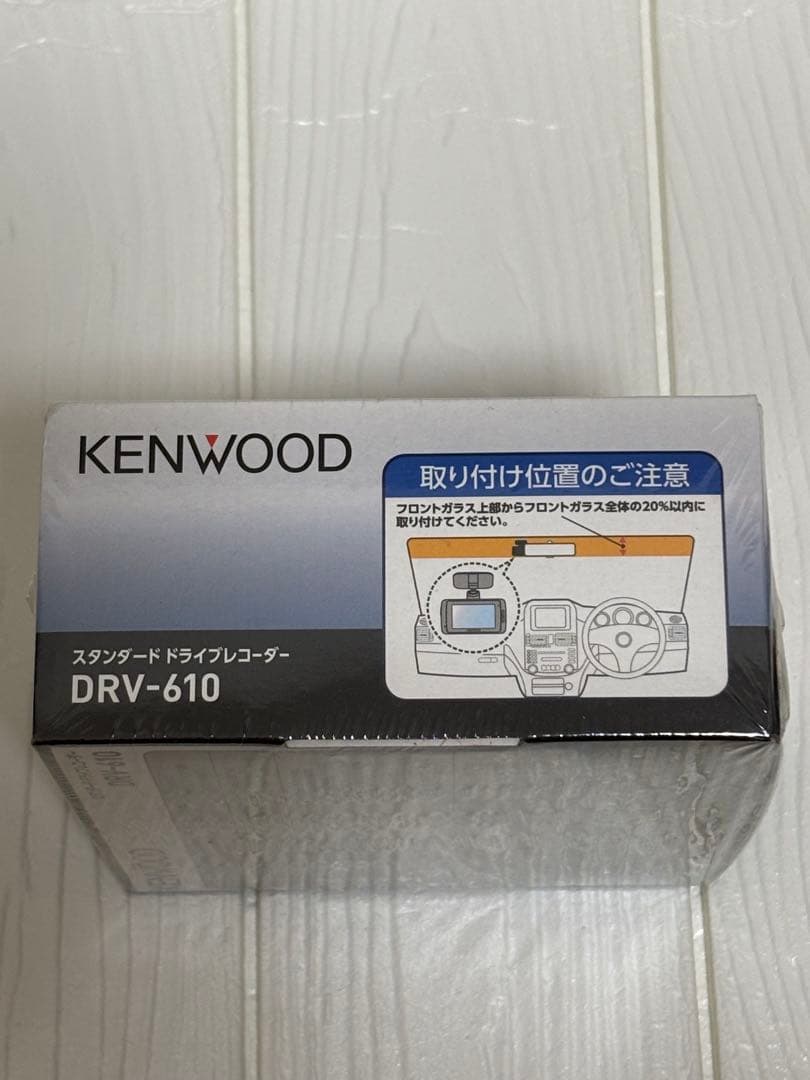 KENWOOD
取り付け位置のご注意
フロントガラス上部からフロントガラス全体の20%以内に
取り付けてください。
スタンダード ドライブレコーダー
DRV-610